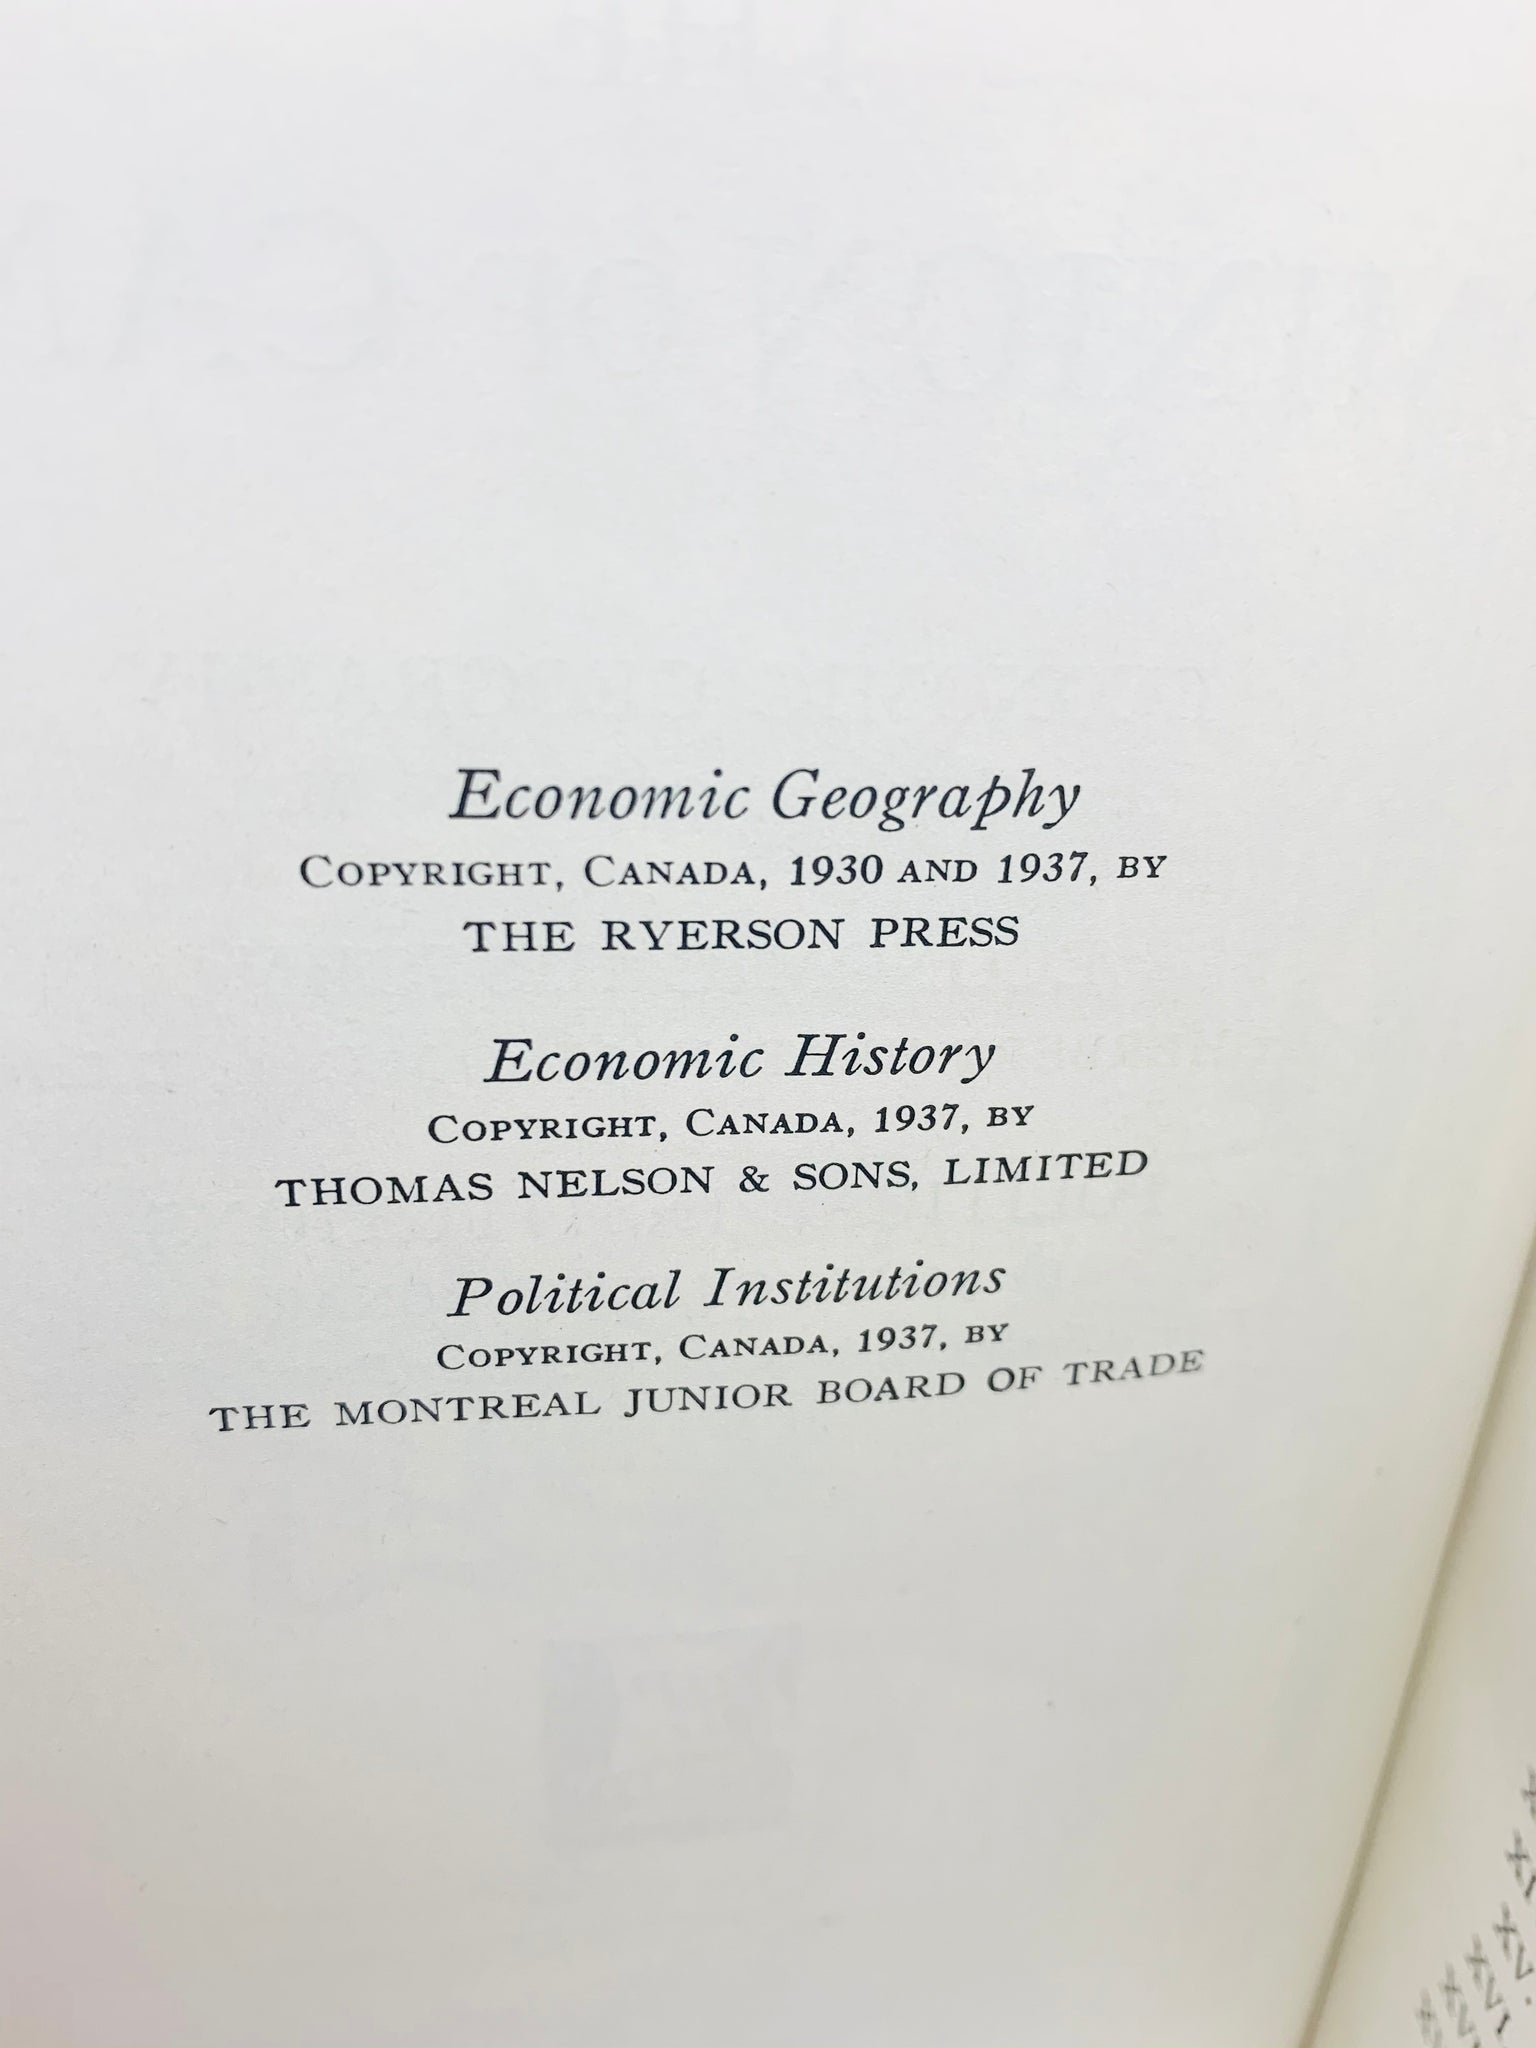 Economic Geography
COPYRIGHT, CANADA, 1930 AND 1937, BY
THE RYERSON PRESS
Economic History
COPYRIGHT, CANADA, 1937, BY
THOMAS NELSON & SONS, LIMITED
Political Institutions
COPYRIGHT, CANADA, 1937, BY
THE MONTREAL JUNIOR BOARD OF TRADE